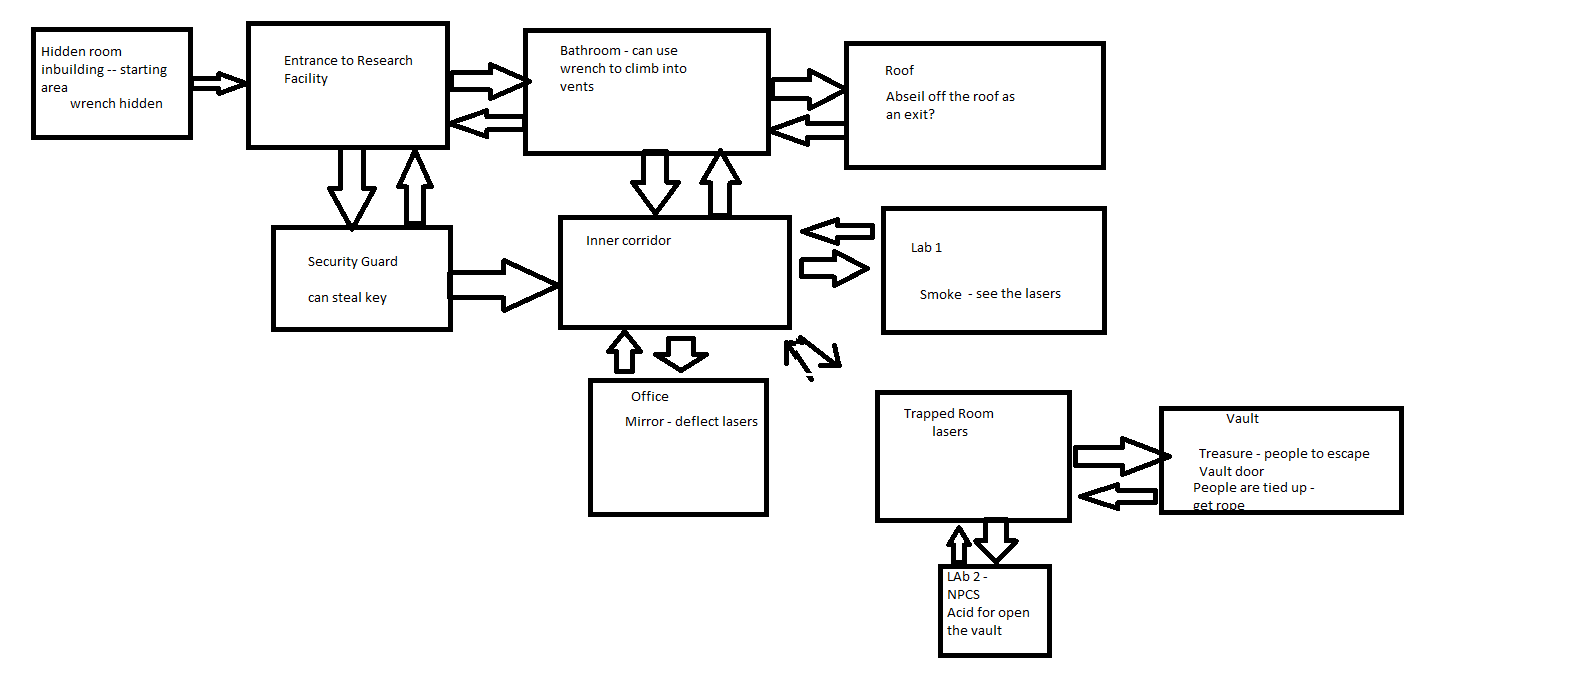 Hidden room
inbuilding -- starting
area
wrench hidden
Entrance to Research
Facility
Bathroom - can use
wrench to climb into
vents
Roof
Abseil off the roof as
an exit?
Security Guard
can steal key
Inner corridor
Lab 1
Smoke - see the lasers
Office
Mirror - deflect lasers
Trapped Room
lasers
Vault
Treasure - people to escape
Vault door
People are tied up -
get rope
LAb 2 -
NPCS
Acid for open
the vault